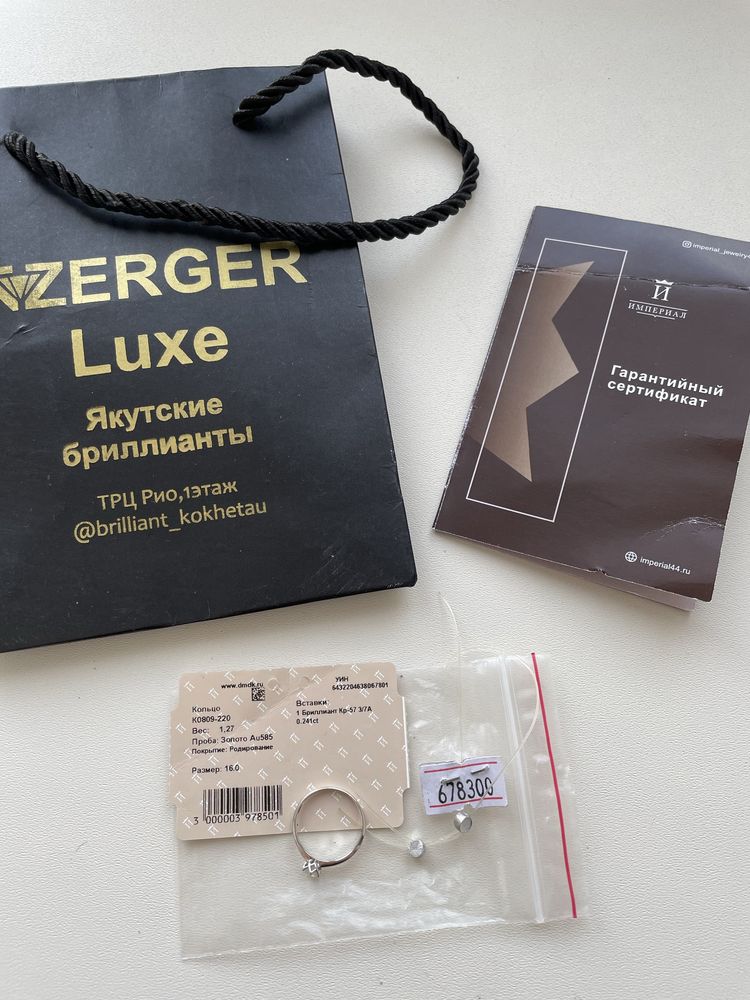 ZERGER
Luxe
Якутские
бриллианты
ТРЦ Рио,1этаж
@brilliant_kokhetau
И
ИМПЕРИАЛ
Гарантийный
сертификат
imperial44.ru
www.dmdk.ru
УИН
6432204638067801
Кольцо
К0809-220
Вес: 1,27
Проба: Золото Au585
Покрытие: Родирование
Размер: 16.0
Вставки:
1 Бриллиант Кр-57 3/7А
0.241ct
3 000003 978501
678300